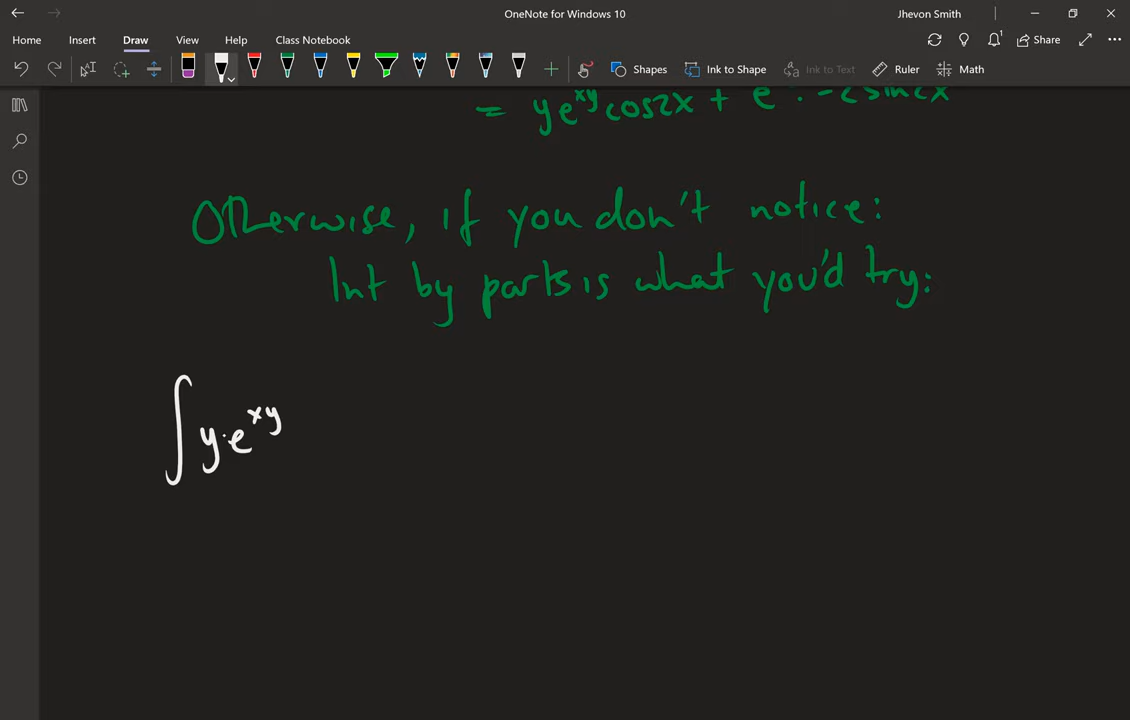 OneNote for Windows 10
Jhevon Smith
Home Insert Draw View Help Class Notebook
1 Share
Shapes Ink to Shape Ink to Text Ruler Math
= ye^xy cos2x +
Otherwise, if you don't notice:
Int by parts is what you'd try:
∫ y·e^xy